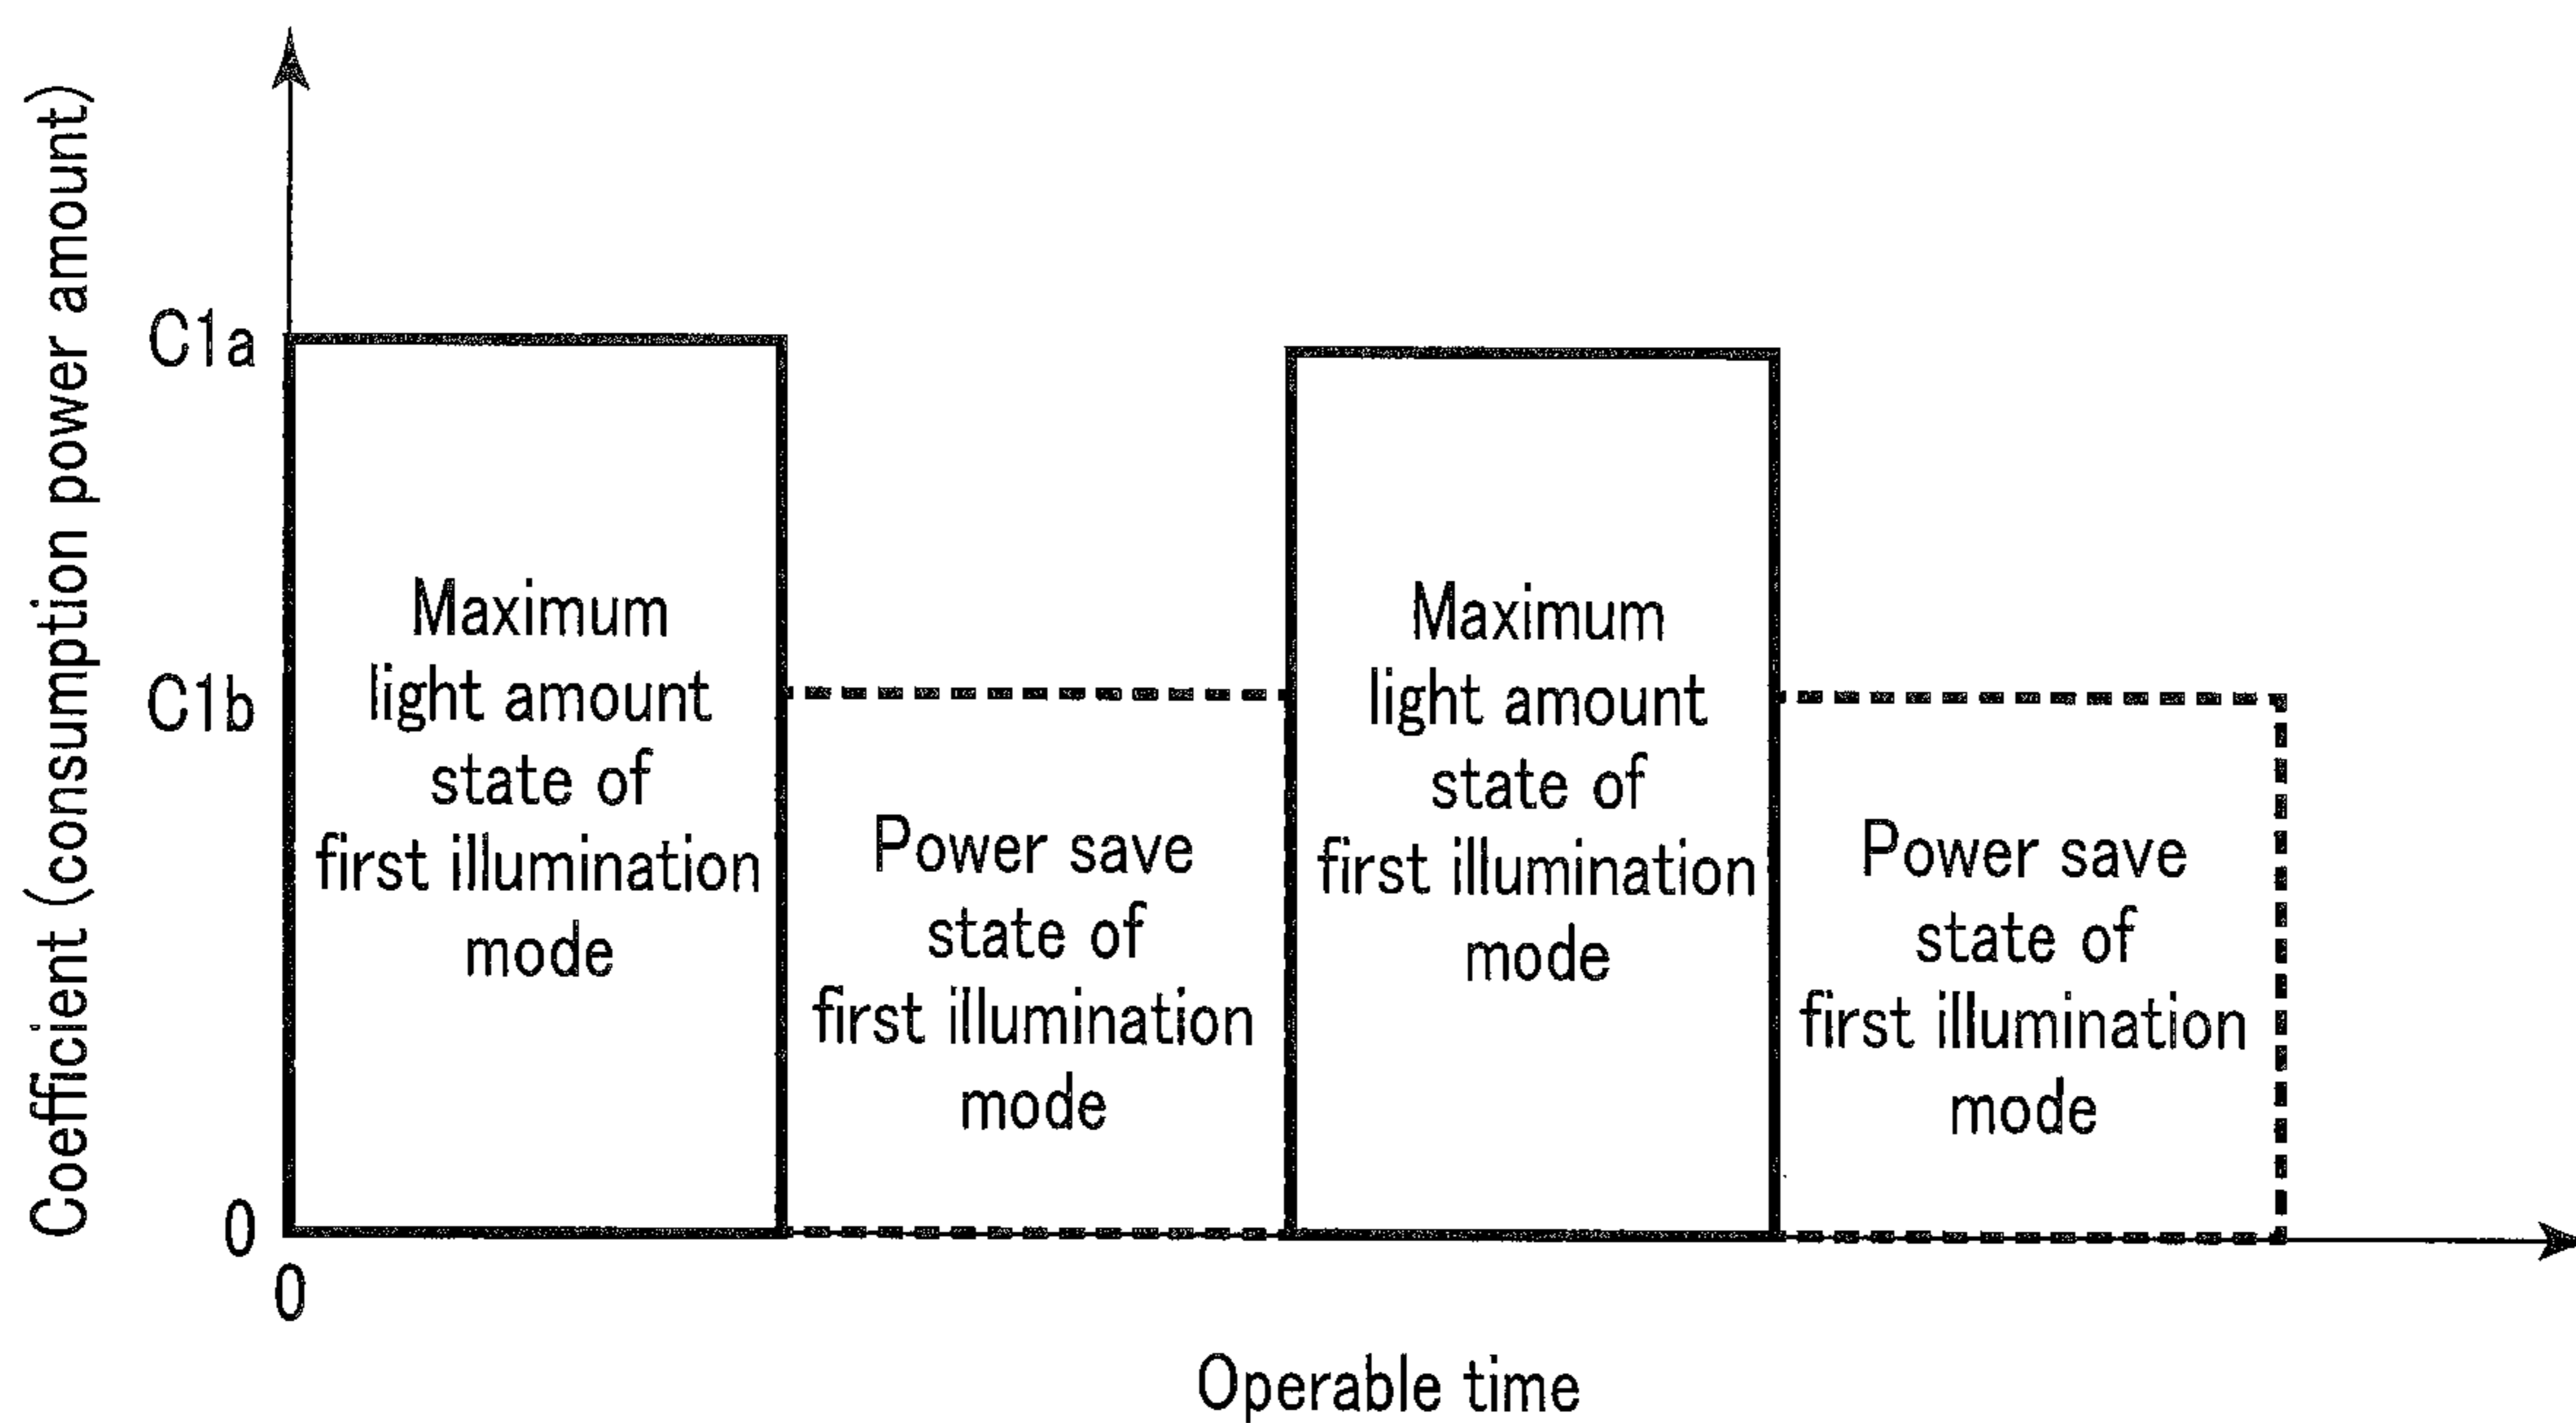 Coefficient (consumption power amount)
C1a
C1b
0
0
Maximum
light amount
state of
first illumination
mode
Power save
state of
first illumination
mode
Maximum
light amount
state of
first illumination
mode
Power save
state of
first illumination
mode
Operable time